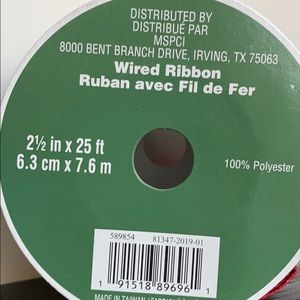 DISTRIBUTED BY
DISTRIBUÉ PAR
MSPCI
8000 BENT BRANCH DRIVE, IRVING, TX 75063
Wired Ribbon
Ruban avec Fil de Fer
2½ in x 25 ft
6.3 cm x 7.6 m
100% Polyester
589854 81347-2019-01
1 91518 89696 1
MADE IN TAIWAN /